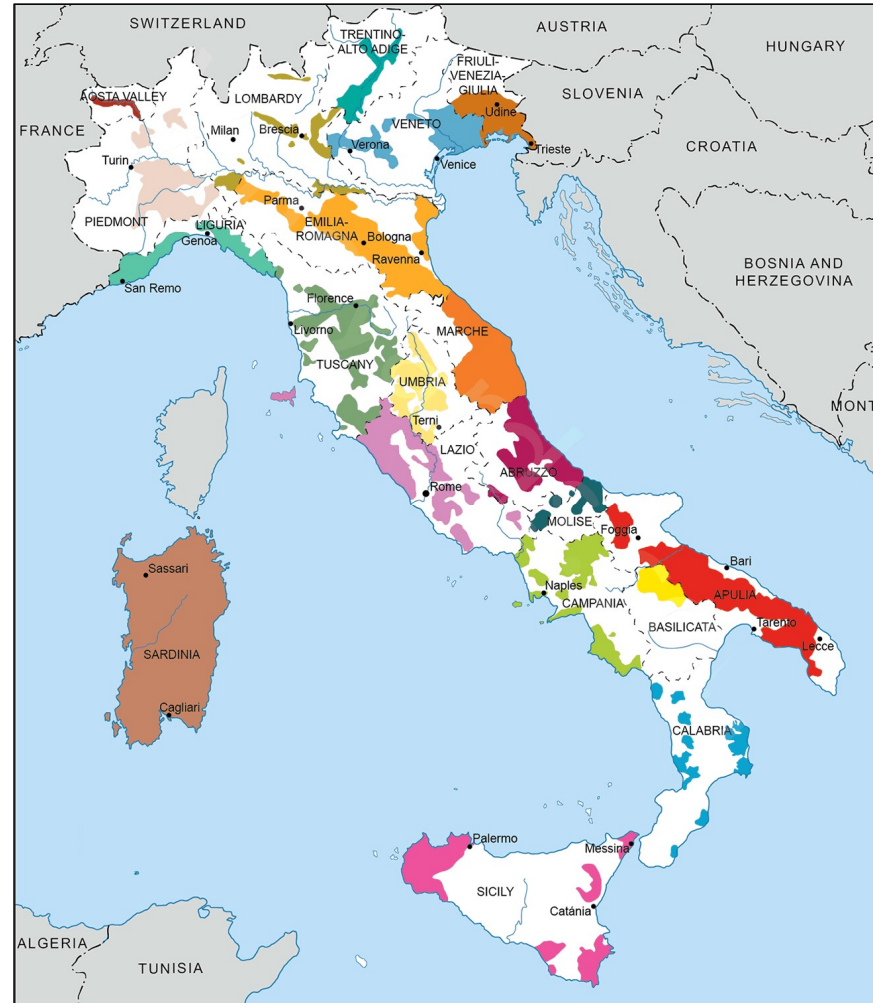 SWITZERLAND
AUSTRIA
HUNGARY
TRENTINO-
ALTO ADIGE
FRIULI-
VENEZIA-
GIULIA
SLOVENIA
AOSTA VALLEY
LOMBARDY
Udine
FRANCE
Milan
Brescia
VENETO
CROATIA
Verona
Trieste
Turin
Venice
Parma
PIEDMONT
LIGURIA
EMILIA-
ROMAGNA
Genoa
Bologna
Ravenna
BOSNIA AND
HERZEGOVINA
San Remo
Florence
Livorno
MARCHE
TUSCANY
UMBRIA
MONT
Terni
LAZIO
ABRUZZO
Rome
MOLISE
Foggia
Bari
Sassari
Naples
CAMPANIA
APULIA
BASILICATA
Tarento
Lecce
SARDINIA
Cagliari
CALABRIA
Palermo
Messina
SICILY
Catánia
ALGERIA
TUNISIA